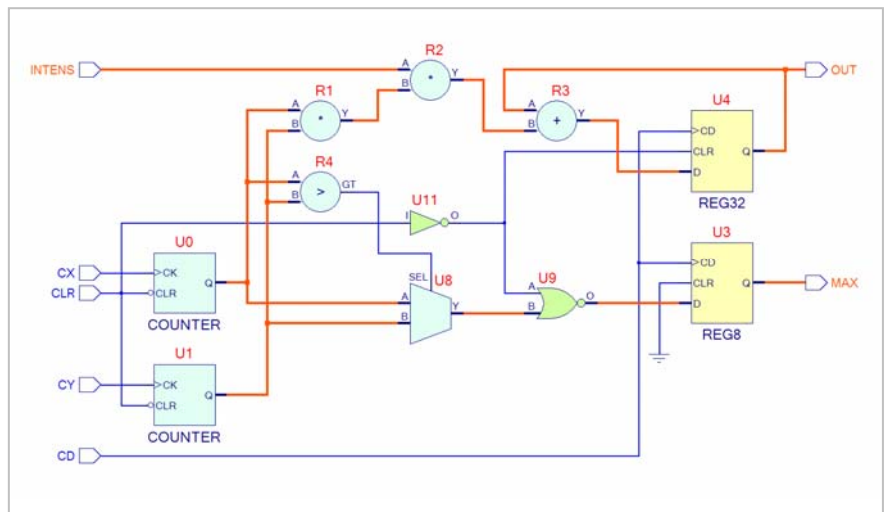 R2
INTENS
A
B
*
Y
OUT
R1
A
B
*
Y
R3
A
B
+
Y
U4
>CD
CLR
D
Q
REG32
R4
A
B
>
GT
U11
I
O
U0
CX
>CK
CLR
CLR
Q
COUNTER
SEL
U8
A
B
Y
U9
A
B
O
U3
>CD
CLR
D
Q
MAX
REG8
U1
CY
>CK
CLR
Q
COUNTER
CD